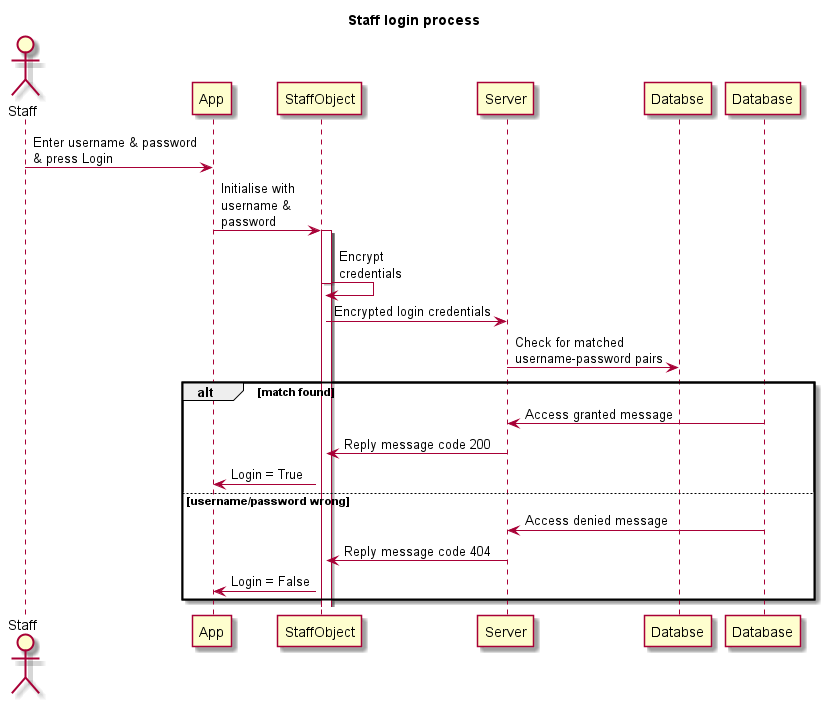 Staff login process
Staff
App
StaffObject
Server
Databse
Database
Enter username & password
& press Login
Initialise with
username &
password
Encrypt
credentials
Encrypted login credentials
Check for matched
username-password pairs
alt
[match found]
Access granted message
Reply message code 200
Login = True
[username/password wrong]
Access denied message
Reply message code 404
Login = False
Staff
App
StaffObject
Server
Databse
Database